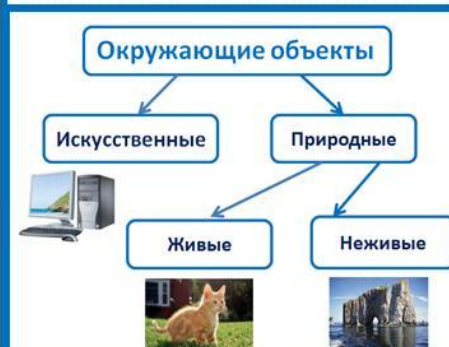 Окружающие объекты
Искусственные
Природные
Живые
Неживые